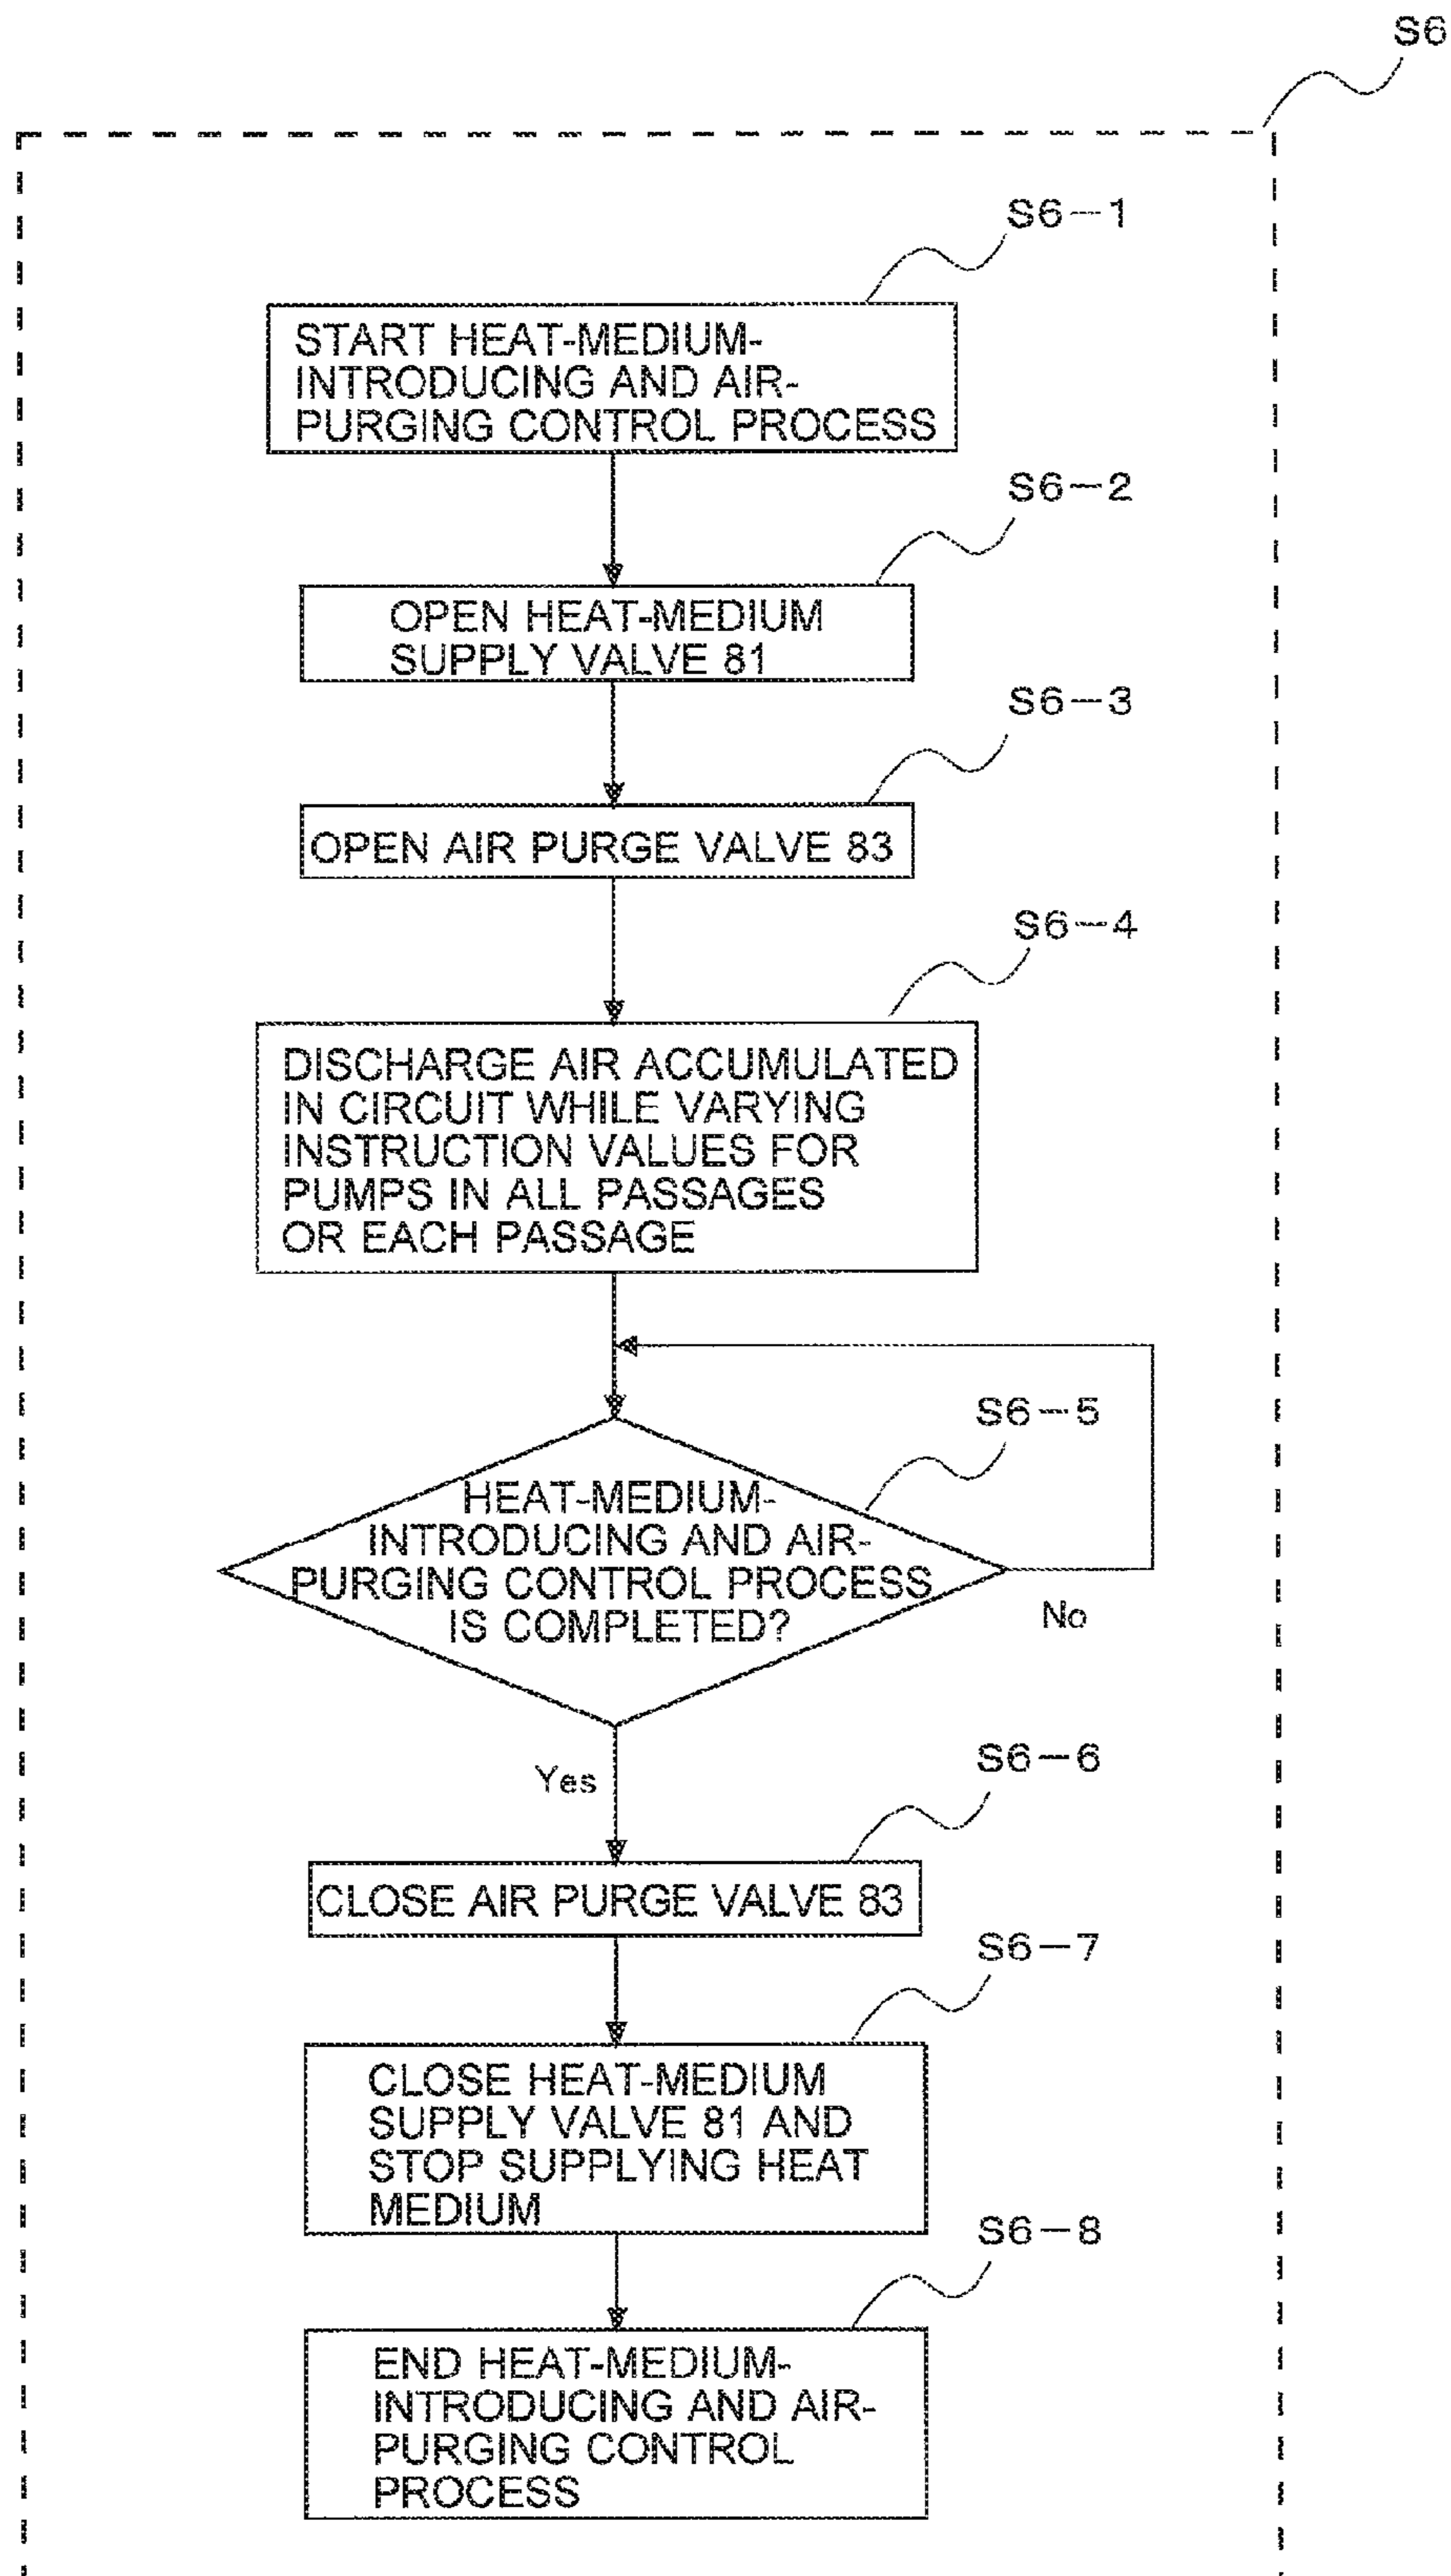 S6
S6-1
START HEAT-MEDIUM-
INTRODUCING AND AIR-
PURGING CONTROL PROCESS
S6-2
OPEN HEAT-MEDIUM
SUPPLY VALVE 81
S6-3
OPEN AIR PURGE VALVE 83
S6-4
DISCHARGE AIR ACCUMULATED
IN CIRCUIT WHILE VARYING
INSTRUCTION VALUES FOR
PUMPS IN ALL PASSAGES
OR EACH PASSAGE
S6-5
HEAT-MEDIUM-
INTRODUCING AND AIR-
PURGING CONTROL PROCESS
IS COMPLETED?
No
Yes
S6-6
CLOSE AIR PURGE VALVE 83
S6-7
CLOSE HEAT-MEDIUM
SUPPLY VALVE 81 AND
STOP SUPPLYING HEAT
MEDIUM
S6-8
END HEAT-MEDIUM-
INTRODUCING AND AIR-
PURGING CONTROL
PROCESS